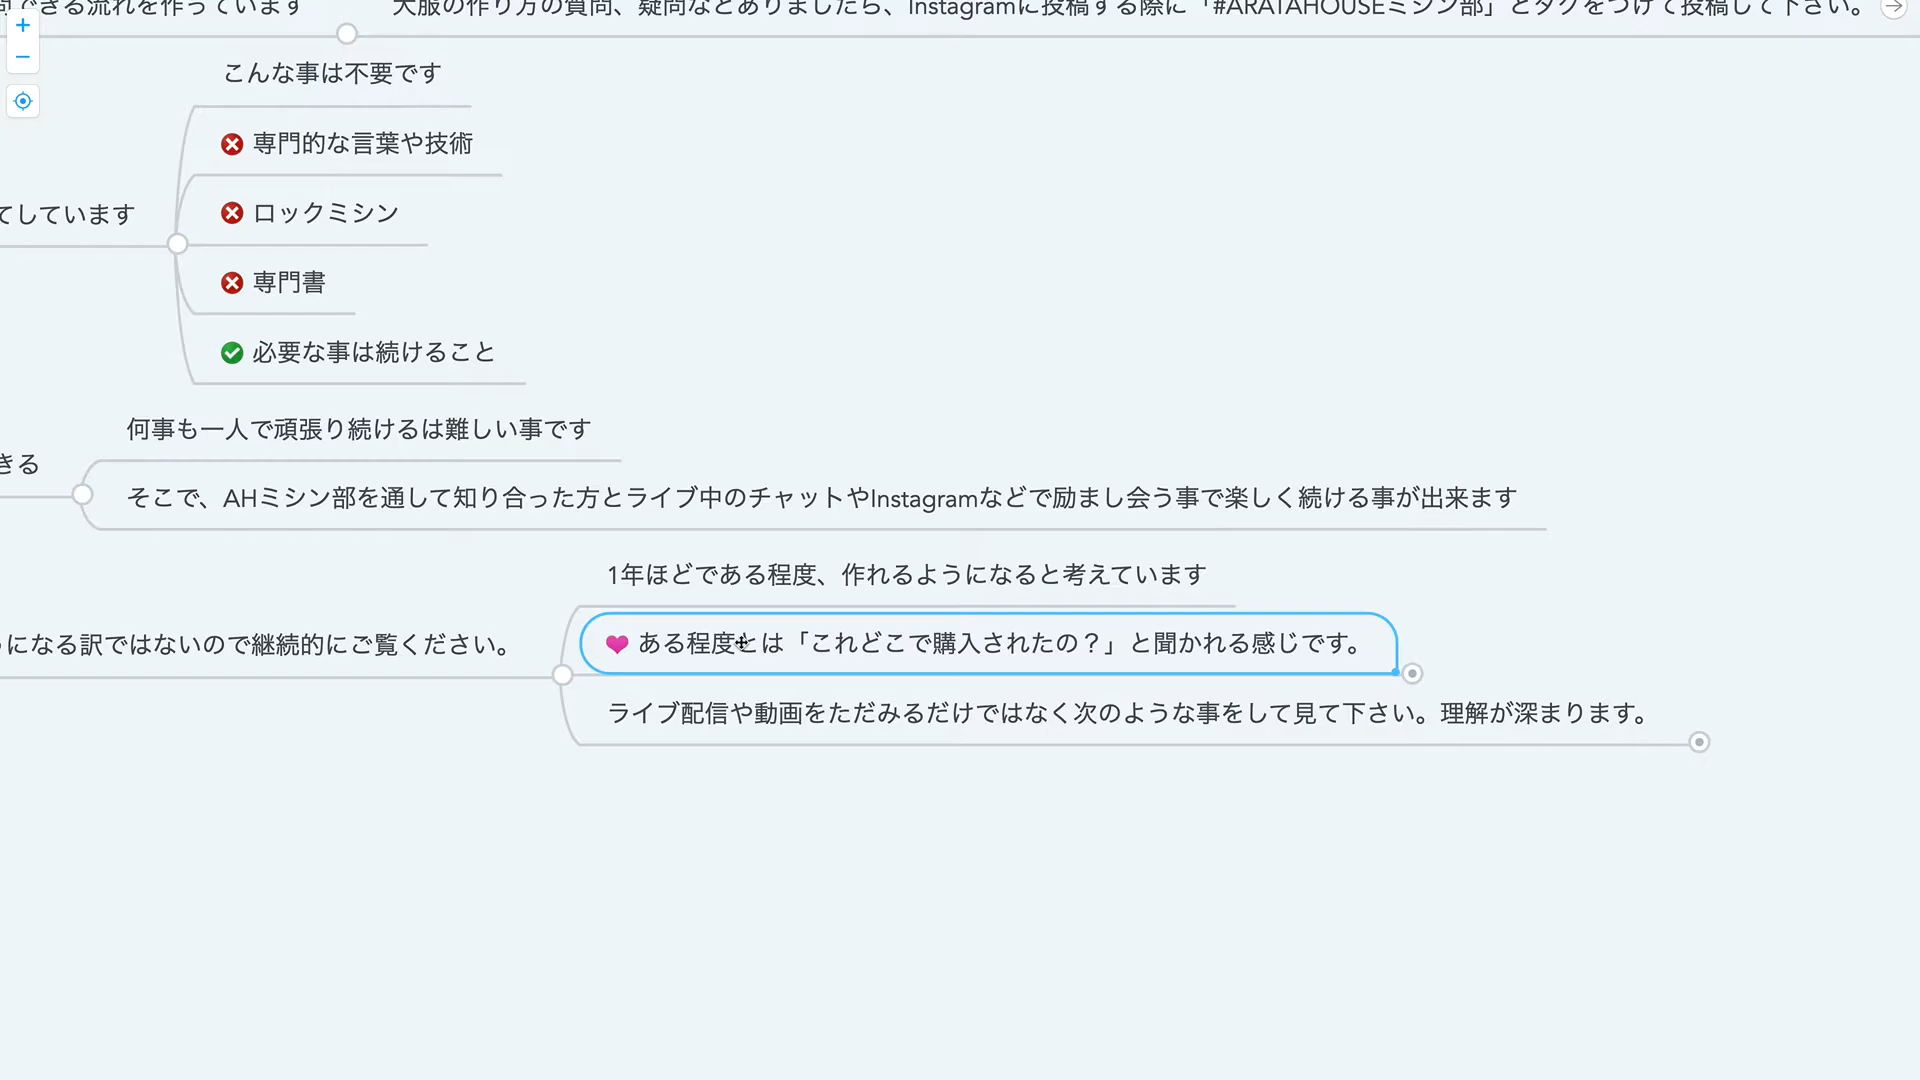 できる流れを作っています
犬服の作り方の質問、疑問などありましたら、Instagramに投稿する際に「#ARATAHOUSEミシン部」とタグをつけて投稿して下さい。
こんな事は不要です
専門的な言葉や技術
てしています
ロックミシン
専門書
必要な事は続けること
何事も一人で頑張り続けるは難しい事です
きる
そこで、AHミシン部を通して知り合った方とライブ中のチャットやInstagramなどで励まし会う事で楽しく続ける事が出来ます
1年ほどである程度、作れるようになると考えています
になる訳ではないので継続的にご覧ください。
ある程度とは「これどこで購入されたの？」と聞かれる感じです。
ライブ配信や動画をただみるだけではなく次のような事をして見て下さい。理解が深まります。